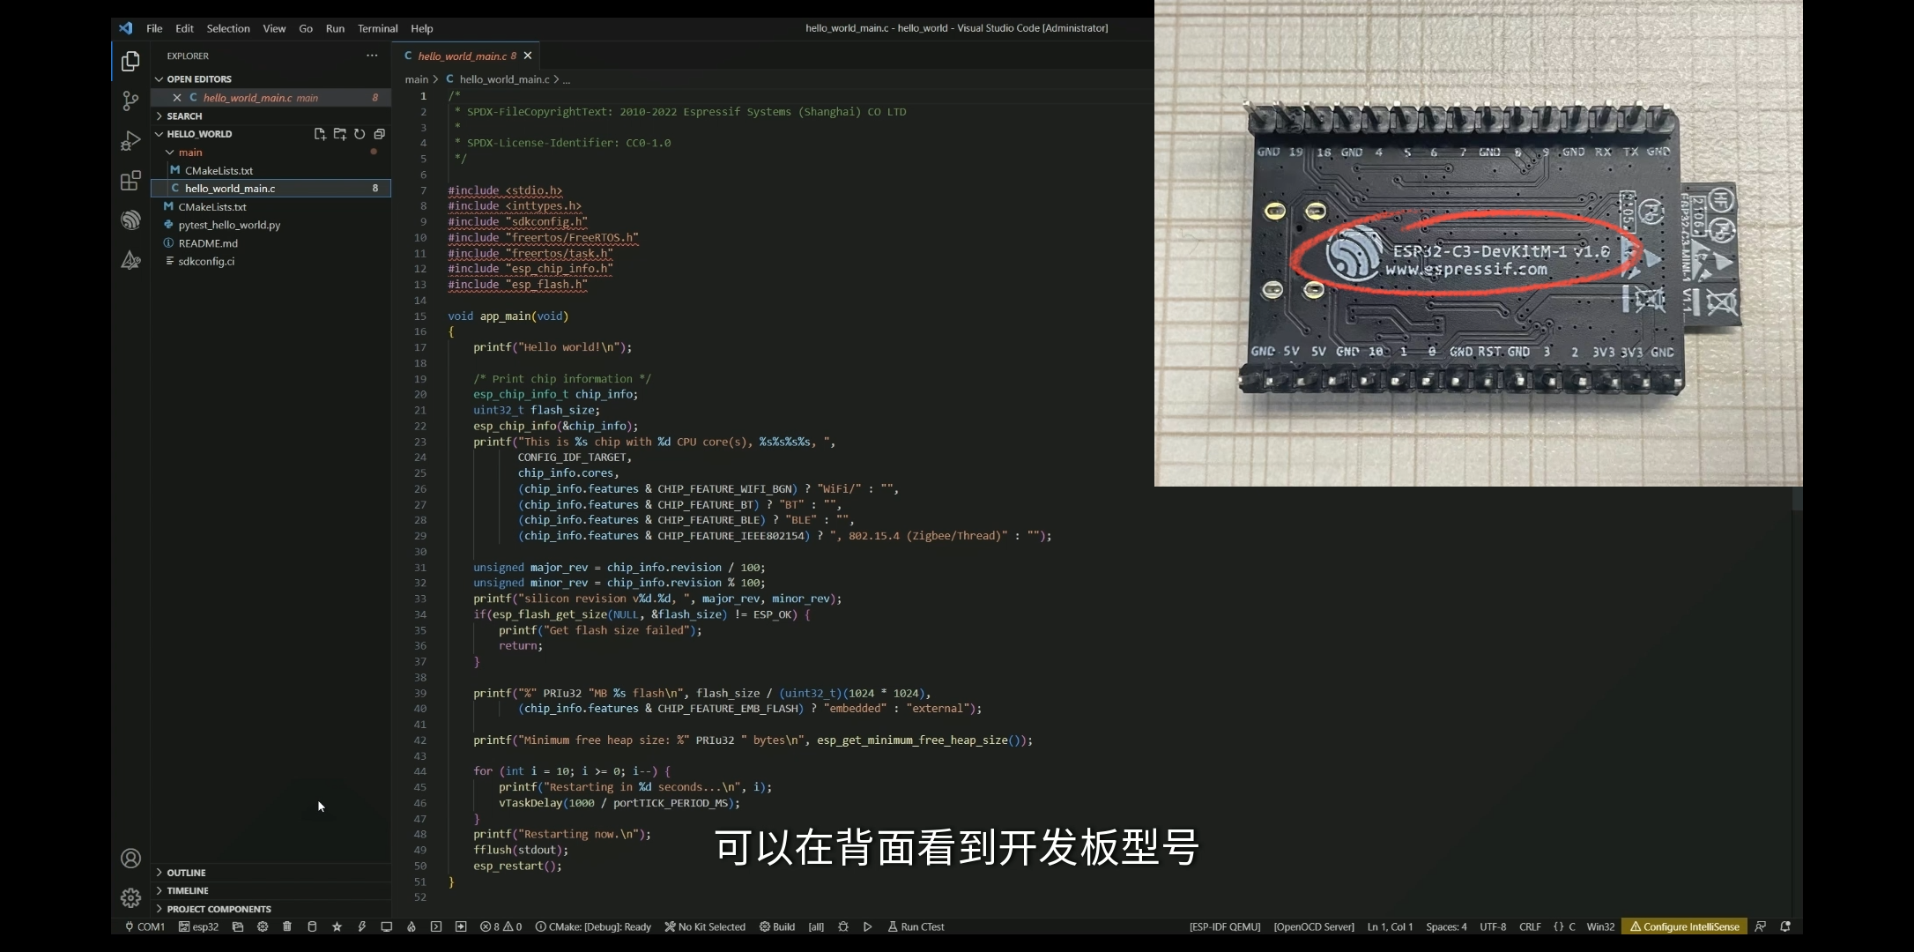 File Edit Selection View Go Run Terminal Help
hello_world_main.c - hello_world - Visual Studio Code [Administrator]
EXPLORER
OPEN EDITORS
hello_world_main.c main 8
SEARCH
HELLO_WORLD
main
CMakeLists.txt
hello_world_main.c 8
CMakeLists.txt
pytest_hello_world.py
README.md
sdkconfig.ci
OUTLINE
TIMELINE
PROJECT COMPONENTS
C hello_world_main.c 8
main > C hello_world_main.c > ...
1 /*
2 * SPDX-FileCopyrightText: 2010-2022 Espressif Systems (Shanghai) CO LTD
3 *
4 * SPDX-License-Identifier: CC0-1.0
5 */
6
7 #include <stdio.h>
8 #include <inttypes.h>
9 #include "sdkconfig.h"
10 #include "freertos/FreeRTOS.h"
11 #include "freertos/task.h"
12 #include "esp_chip_info.h"
13 #include "esp_flash.h"
14
15 void app_main(void)
16 {
17 printf("Hello world!\n");
18
19 /* Print chip information */
20 esp_chip_info_t chip_info;
21 uint32_t flash_size;
22 esp_chip_info(&chip_info);
23 printf("This is %s chip with %d CPU core(s), %s%s%s%s, ",
24 CONFIG_IDF_TARGET,
25 chip_info.cores,
26 (chip_info.features & CHIP_FEATURE_WIFI_BGN) ? "WiFi/" : "",
27 (chip_info.features & CHIP_FEATURE_BT) ? "BT" : "",
28 (chip_info.features & CHIP_FEATURE_BLE) ? "BLE" : "",
29 (chip_info.features & CHIP_FEATURE_IEEE802154) ? ", 802.15.4 (Zigbee/Thread)" : "");
30
31 unsigned major_rev = chip_info.revision / 100;
32 unsigned minor_rev = chip_info.revision % 100;
33 printf("silicon revision v%d.%d, ", major_rev, minor_rev);
34 if(esp_flash_get_size(NULL, &flash_size) != ESP_OK) {
35 printf("Get flash size failed");
36 return;
37 }
38
39 printf("%" PRIu32 "MB %s flash\n", flash_size / (uint32_t)(1024 * 1024),
40 (chip_info.features & CHIP_FEATURE_EMB_FLASH) ? "embedded" : "external");
41
42 printf("Minimum free heap size: %" PRIu32 " bytes\n", esp_get_minimum_free_heap_size());
43
44 for (int i = 10; i >= 0; i--) {
45 printf("Restarting in %d seconds...\n", i);
46 vTaskDelay(1000 / portTICK_PERIOD_MS);
47 }
48 printf("Restarting now.\n");
49 fflush(stdout);
50 esp_restart();
51 }
52
GND 19 18 GND 4 5 6 7 GND 8 9 GND RX TX GND
ESP32-C3-DevKitM-1 v1.0
www.espressif.com
GND 5V 5V GND 10 1 0 GND RST GND 3 2 3V3 3V3 GND
可以在背面看到开发板型号
COM1 esp32 8 0 CMake: [Debug]: Ready No Kit Selected Build [all] Run CTest [ESP-IDF QEMU] [OpenOCD Server] Ln 1, Col 1 Spaces: 4 UTF-8 CRLF {} C Win32 Configure IntelliSense